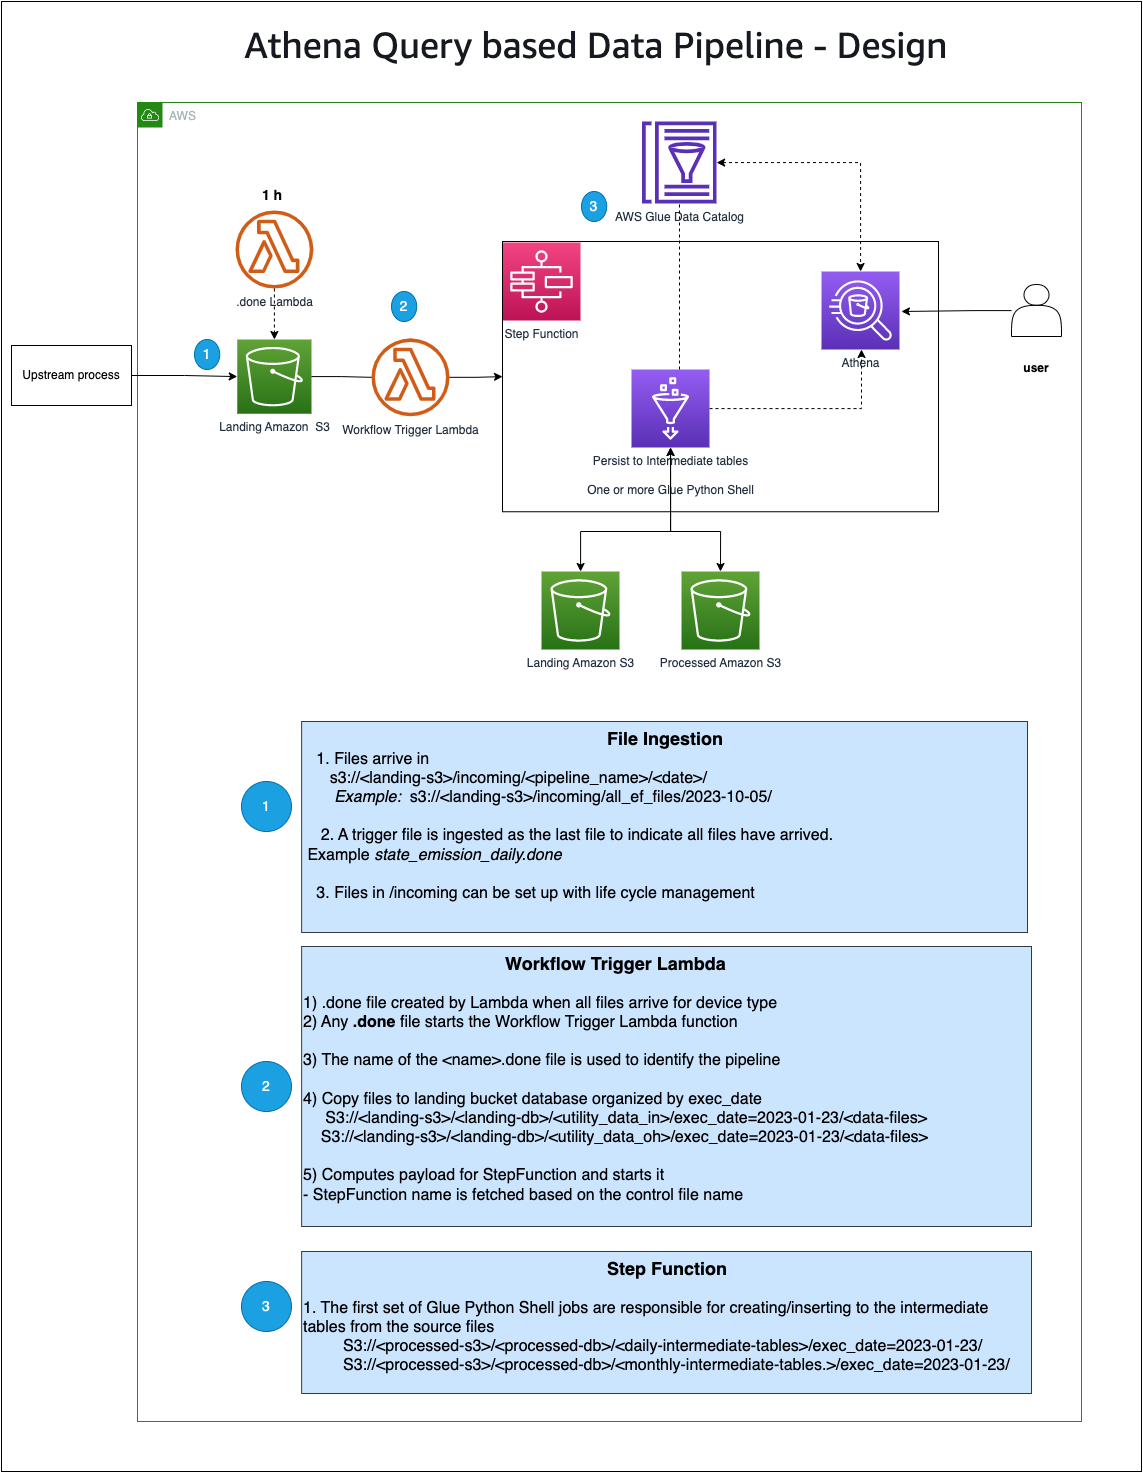 Athena Query based Data Pipeline - Design
AWS
1 h
.done Lambda
1
2
3
AWS Glue Data Catalog
Step Function
Athena
user
Upstream process
Landing Amazon S3
Workflow Trigger Lambda
Persist to Intermediate tables
One or more Glue Python Shell
Landing Amazon S3
Processed Amazon S3
1
File Ingestion
1. Files arrive in
s3://<landing-s3>/incoming/<pipeline_name>/<date>/
Example: s3://<landing-s3>/incoming/all_ef_files/2023-10-05/
2. A trigger file is ingested as the last file to indicate all files have arrived.
Example state_emission_daily.done
3. Files in /incoming can be set up with life cycle management
2
Workflow Trigger Lambda
1) .done file created by Lambda when all files arrive for device type
2) Any .done file starts the Workflow Trigger Lambda function
3) The name of the <name>.done file is used to identify the pipeline
4) Copy files to landing bucket database organized by exec_date
S3://<landing-s3>/<landing-db>/<utility_data_in>/exec_date=2023-01-23/<data-files>
S3://<landing-s3>/<landing-db>/<utility_data_oh>/exec_date=2023-01-23/<data-files>
5) Computes payload for StepFunction and starts it
- StepFunction name is fetched based on the control file name
3
Step Function
1. The first set of Glue Python Shell jobs are responsible for creating/inserting to the intermediate
tables from the source files
S3://<processed-s3>/<processed-db>/<daily-intermediate-tables>/exec_date=2023-01-23/
S3://<processed-s3>/<processed-db>/<monthly-intermediate-tables.>/exec_date=2023-01-23/